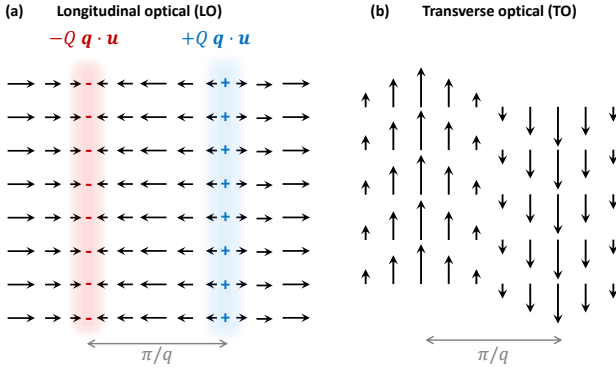 (a) Longitudinal optical (LO)
−Q q · u +Q q · u
- +
- +
- +
- +
- +
- +
- +
- +
π/q
(b) Transverse optical (TO)
π/q